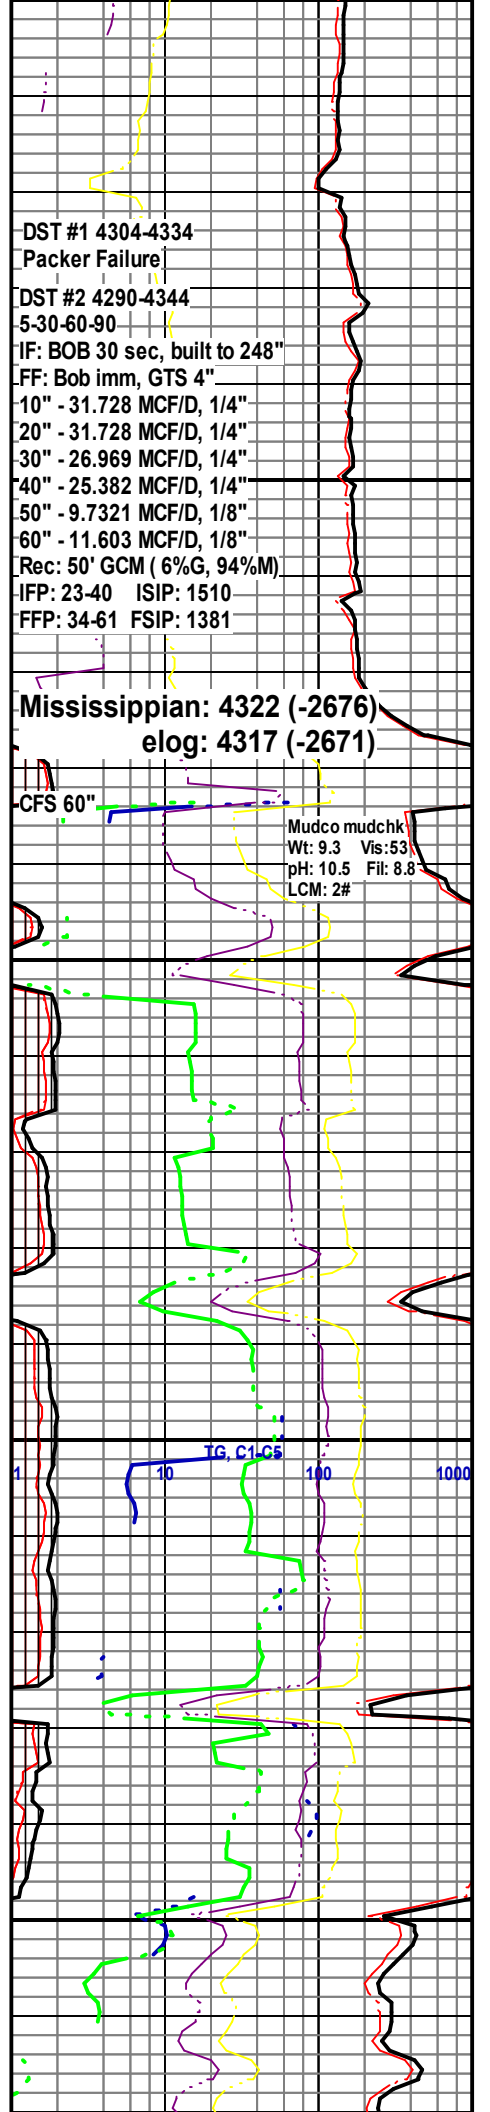 DST #1 4304-4334
Packer Failure
DST #2 4290-4344
5-30-60-90
IF: BOB 30 sec, built to 248"
FF: Bob imm, GTS 4"
10" - 31.728 MCF/D, 1/4"
20" - 31.728 MCF/D, 1/4"
30" - 26.969 MCF/D, 1/4"
40" - 25.382 MCF/D, 1/4"
50" - 9.7321 MCF/D, 1/8"
60" - 11.603 MCF/D, 1/8"
Rec: 50' GCM ( 6%G, 94%M)
IFP: 23-40 ISIP: 1510
FFP: 34-61 FSIP: 1381
Mississippian: 4322 (-2676)
elog: 4317 (-2671)
CFS 60"
Mudco mudchk
Wt: 9.3 Vis:53
pH: 10.5 Fil: 8.8
LCM: 2#
TG, C1-C5
1 10 100 1000